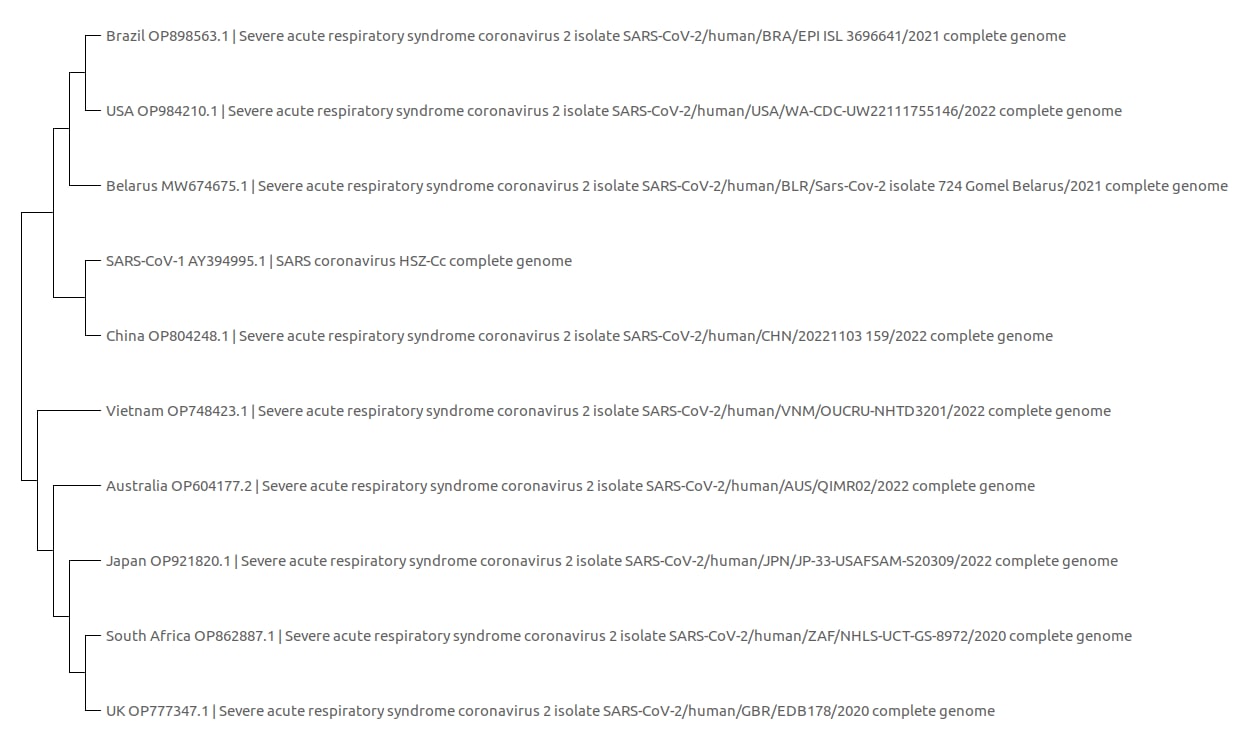 Brazil OP898563.1 | Severe acute respiratory syndrome coronavirus 2 isolate SARS-CoV-2/human/BRA/EPI ISL 3696641/2021 complete genome
USA OP984210.1 | Severe acute respiratory syndrome coronavirus 2 isolate SARS-CoV-2/human/USA/WA-CDC-UW22111755146/2022 complete genome
Belarus MW674675.1 | Severe acute respiratory syndrome coronavirus 2 isolate SARS-CoV-2/human/BLR/Sars-Cov-2 isolate 724 Gomel Belarus/2021 complete genome
SARS-CoV-1 AY394995.1 | SARS coronavirus HSZ-Cc complete genome
China OP804248.1 | Severe acute respiratory syndrome coronavirus 2 isolate SARS-CoV-2/human/CHN/20221103 159/2022 complete genome
Vietnam OP748423.1 | Severe acute respiratory syndrome coronavirus 2 isolate SARS-CoV-2/human/VNM/OUCRU-NHTD3201/2022 complete genome
Australia OP604177.2 | Severe acute respiratory syndrome coronavirus 2 isolate SARS-CoV-2/human/AUS/QIMR02/2022 complete genome
Japan OP921820.1 | Severe acute respiratory syndrome coronavirus 2 isolate SARS-CoV-2/human/JPN/JP-33-USAFSAM-S20309/2022 complete genome
South Africa OP862887.1 | Severe acute respiratory syndrome coronavirus 2 isolate SARS-CoV-2/human/ZAF/NHLS-UCT-GS-8972/2020 complete genome
UK OP777347.1 | Severe acute respiratory syndrome coronavirus 2 isolate SARS-CoV-2/human/GBR/EDB178/2020 complete genome